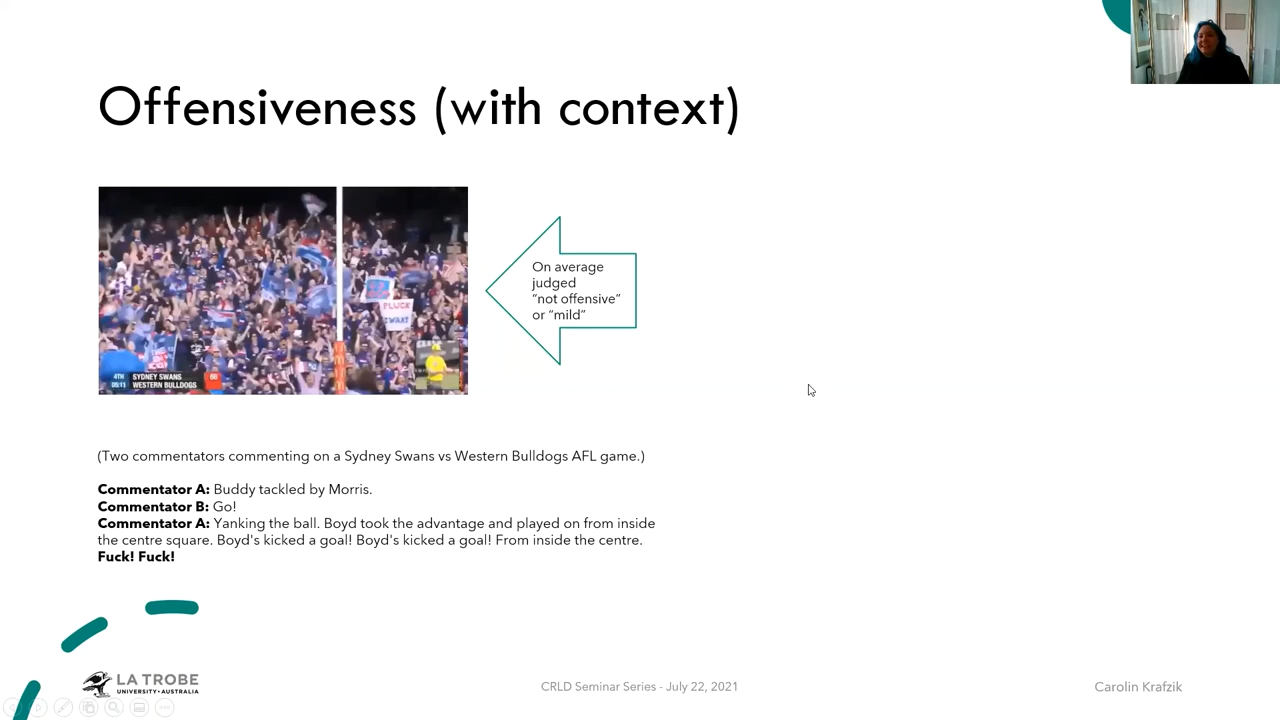 Offensiveness (with context)
PLUCK
4TH
05:11
SYDNEY SWANS
WESTERN BULLDOGS
On average
judged
“not offensive”
or “mild”
(Two commentators commenting on a Sydney Swans vs Western Bulldogs AFL game.)
Commentator A: Buddy tackled by Morris.
Commentator B: Go!
Commentator A: Yanking the ball. Boyd took the advantage and played on from inside
the centre square. Boyd's kicked a goal! Boyd's kicked a goal! From inside the centre.
Fuck! Fuck!
LA TROBE
UNIVERSITY • AUSTRALIA
CRLD Seminar Series - July 22, 2021
Carolin Krafzik